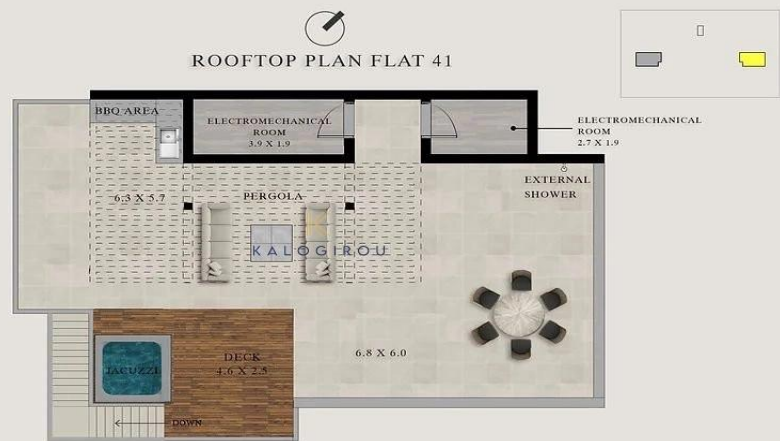 ROOFTOP PLAN FLAT 41
BBQ AREA
ELECTROMECHANICAL
ROOM
3.9 X 1.9
ELECTROMECHANICAL
ROOM
2.7 X 1.9
EXTERNAL
SHOWER
6.3 X 5.7
PERGOLA
KALOGIROU
6.8 X 6.0
DECK
4.6 X 2.5
JACUZZI
DOWN